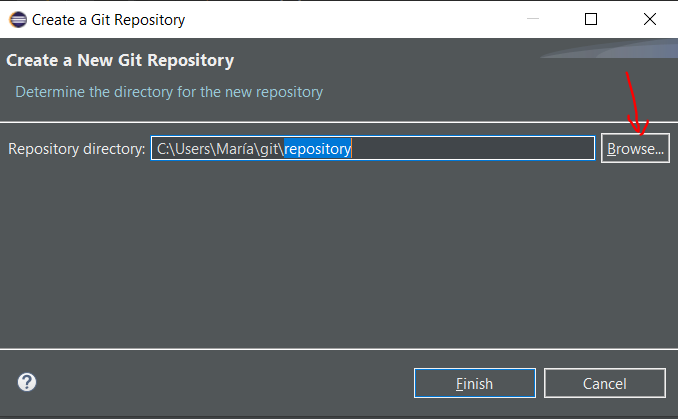 Create a Git Repository
Create a New Git Repository
Determine the directory for the new repository
Repository directory: C:\Users\María\git\repository Browse...
Finish Cancel